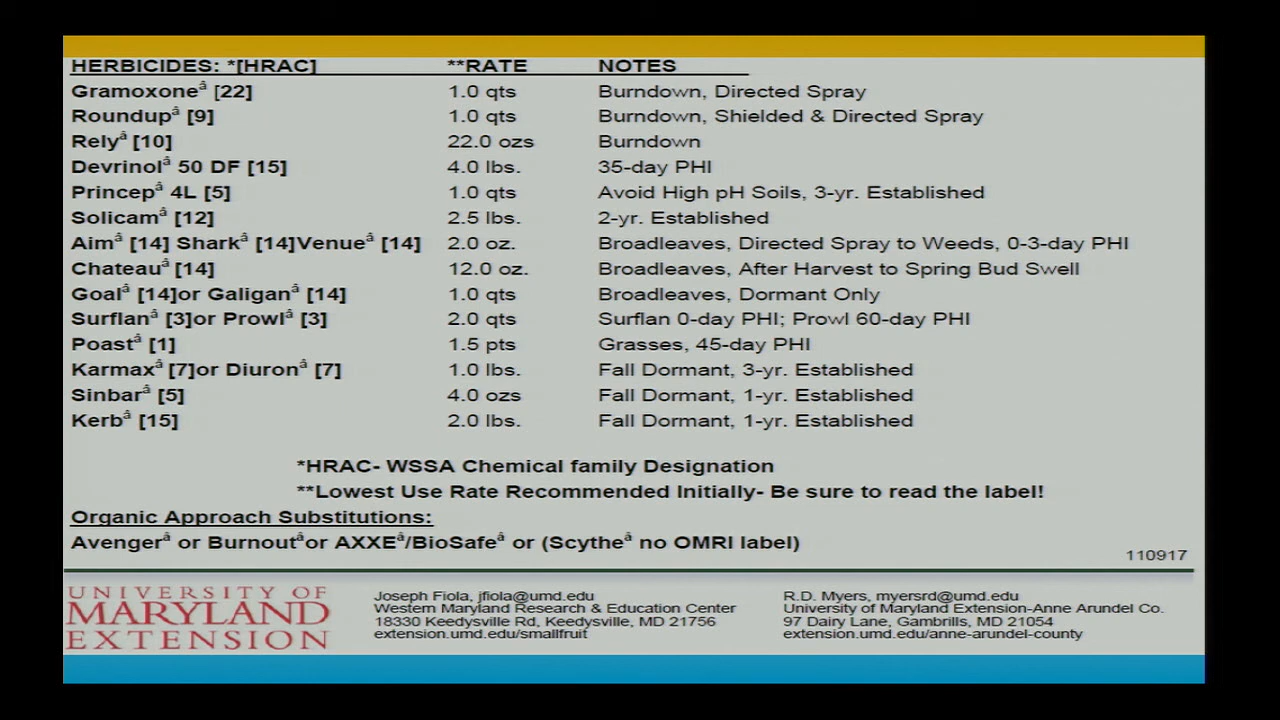 HERBICIDES: *[HRAC] **RATE NOTES
Gramoxoneâ [22] 1.0 qts Burndown, Directed Spray
Roundupâ [9] 1.0 qts Burndown, Shielded & Directed Spray
Relyâ [10] 22.0 ozs Burndown
Devrinolâ 50 DF [15] 4.0 lbs. 35-day PHI
Princepâ 4L [5] 1.0 qts Avoid High pH Soils, 3-yr. Established
Solicamâ [12] 2.5 lbs. 2-yr. Established
Aimâ [14] Sharkâ [14]Venueâ [14] 2.0 oz. Broadleaves, Directed Spray to Weeds, 0-3-day PHI
Chateauâ [14] 12.0 oz. Broadleaves, After Harvest to Spring Bud Swell
Goalâ [14]or Galiganâ [14] 1.0 qts Broadleaves, Dormant Only
Surflanâ [3]or Prowlâ [3] 2.0 qts Surflan 0-day PHI; Prowl 60-day PHI
Poastâ [1] 1.5 pts Grasses, 45-day PHI
Karmaxâ [7]or Diuronâ [7] 1.0 lbs. Fall Dormant, 3-yr. Established
Sinbarâ [5] 4.0 ozs Fall Dormant, 1-yr. Established
Kerbâ [15] 2.0 lbs. Fall Dormant, 1-yr. Established
*HRAC- WSSA Chemical family Designation
**Lowest Use Rate Recommended Initially- Be sure to read the label!
Organic Approach Substitutions:
Avengerâ or Burnoutâor AXXEâ/BioSafeâ or (Scytheâ no OMRI label)
110917
UNIVERSITY OF
MARYLAND
EXTENSION
Joseph Fiola, jfiola@umd.edu
Western Maryland Research & Education Center
18330 Keedysville Rd, Keedysville, MD 21756
extension.umd.edu/smallfruit
R.D. Myers, myersrd@umd.edu
University of Maryland Extension-Anne Arundel Co.
97 Dairy Lane, Gambrills, MD 21054
extension.umd.edu/anne-arundel-county